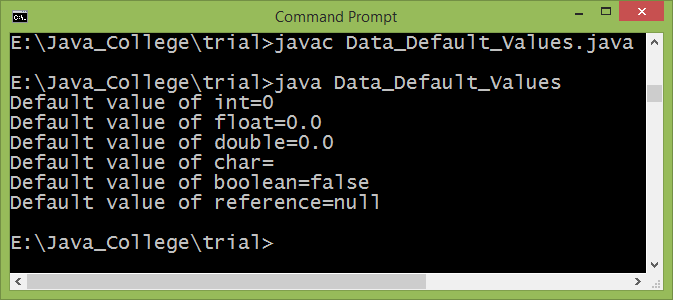 Command Prompt
E:\Java_College\trial>javac Data_Default_Values.java
E:\Java_College\trial>java Data_Default_Values
Default value of int=0
Default value of float=0.0
Default value of double=0.0
Default value of char=
Default value of boolean=false
Default value of reference=null
E:\Java_College\trial>